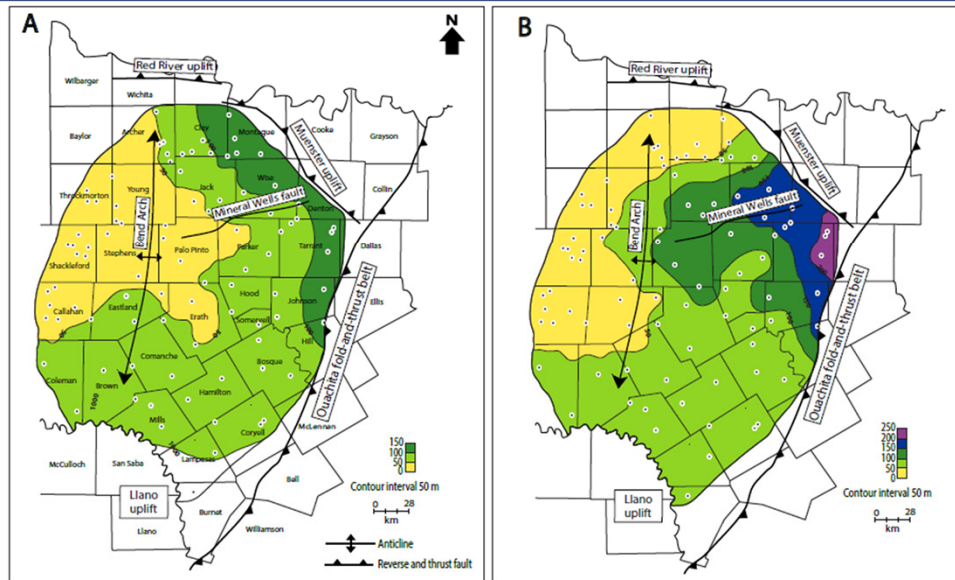 A
N
Red River uplift
Wilbarger
Wichita
Baylor
Archer
Clay
Montague
Cooke
Grayson
Muenster uplift
Throckmorton
Young
Jack
Wise
Denton
Collin
Mineral Wells fault
Bend Arch
Shackleford
Stephens
Palo Pinto
Parker
Tarrant
Dallas
Callahan
Eastland
Erath
Hood
Somervell
Johnson
Ellis
Hill
Ouachita fold-and-thrust belt
Coleman
Brown
Comanche
Bosque
Hamilton
Mills
Coryell
McLennan
1000
50
50
100
McCulloch
San Saba
Lampasas
Bell
Llano
uplift
Llano
Burnet
Williamson
150
100
50
0
Contour interval 50 m
0 28
km
Anticline
Reverse and thrust fault
B
Red River uplift
Muenster uplift
Mineral Wells fault
Bend Arch
Ouachita fold-and-thrust belt
Llano
uplift
250
200
150
100
50
0
Contour interval 50 m
0 28
km